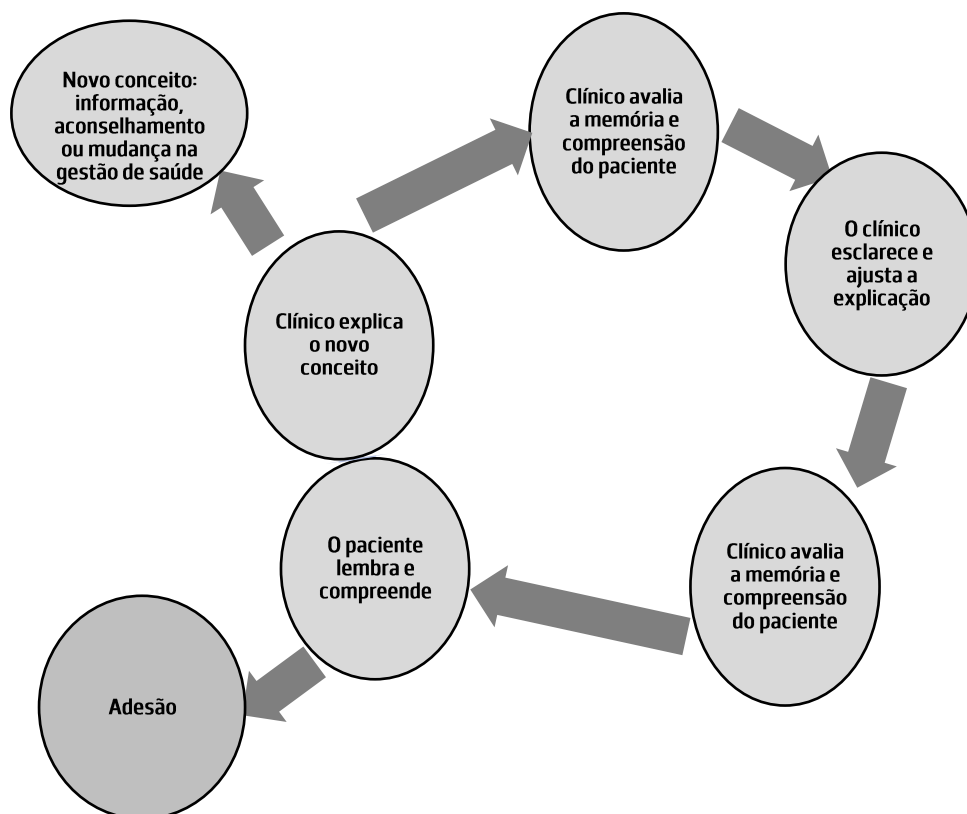 Novo conceito:
informação,
aconselhamento
ou mudança na
gestão de saúde
Clínico avalia
a memória e
compreensão
do paciente
O clínico
esclarece e
ajusta a
explicação
Clínico explica
o novo
conceito
Clínico avalia
a memória e
compreensão
do paciente
O paciente
lembra e
compreende
Adesão